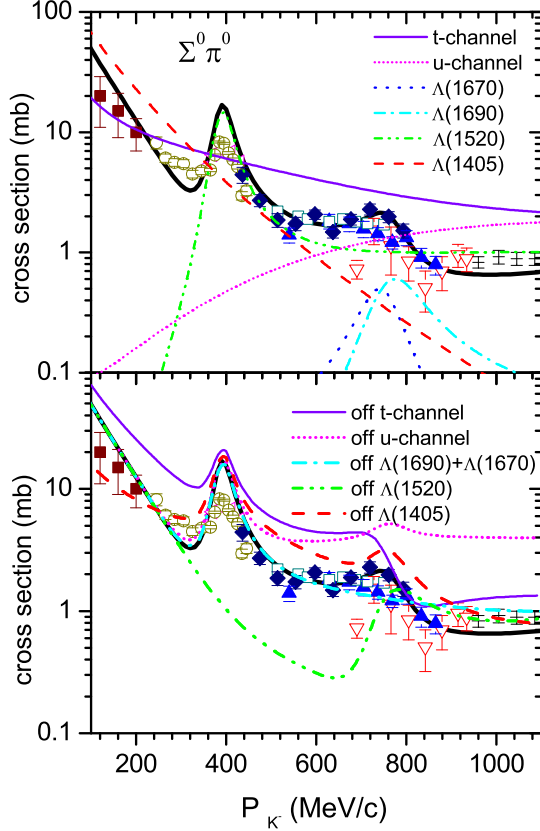 100
10
1
0.1
cross section (mb)
Σ⁰π⁰
t-channel
u-channel
Λ(1670)
Λ(1690)
Λ(1520)
Λ(1405)
10
1
0.1
cross section (mb)
off t-channel
off u-channel
off Λ(1690)+Λ(1670)
off Λ(1520)
off Λ(1405)
200 400 600 800 1000
P K⁻ (MeV/c)